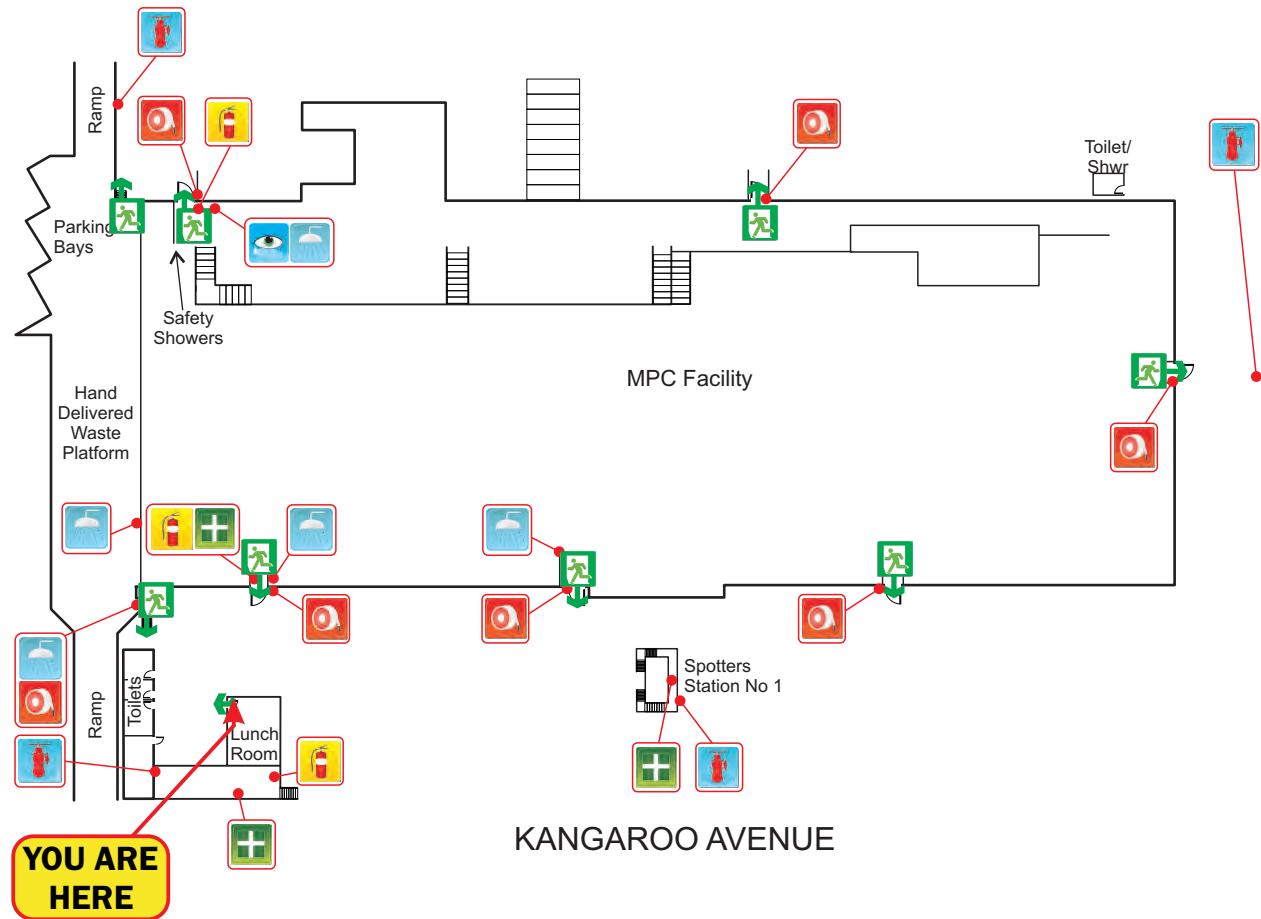 Ramp
Toilet/
Shwr
Parking
Bays
Safety
Showers
MPC Facility
Hand
Delivered
Waste
Platform
Spotters
Station No 1
Ramp
Toilets
Lunch
Room
KANGAROO AVENUE
YOU ARE
HERE